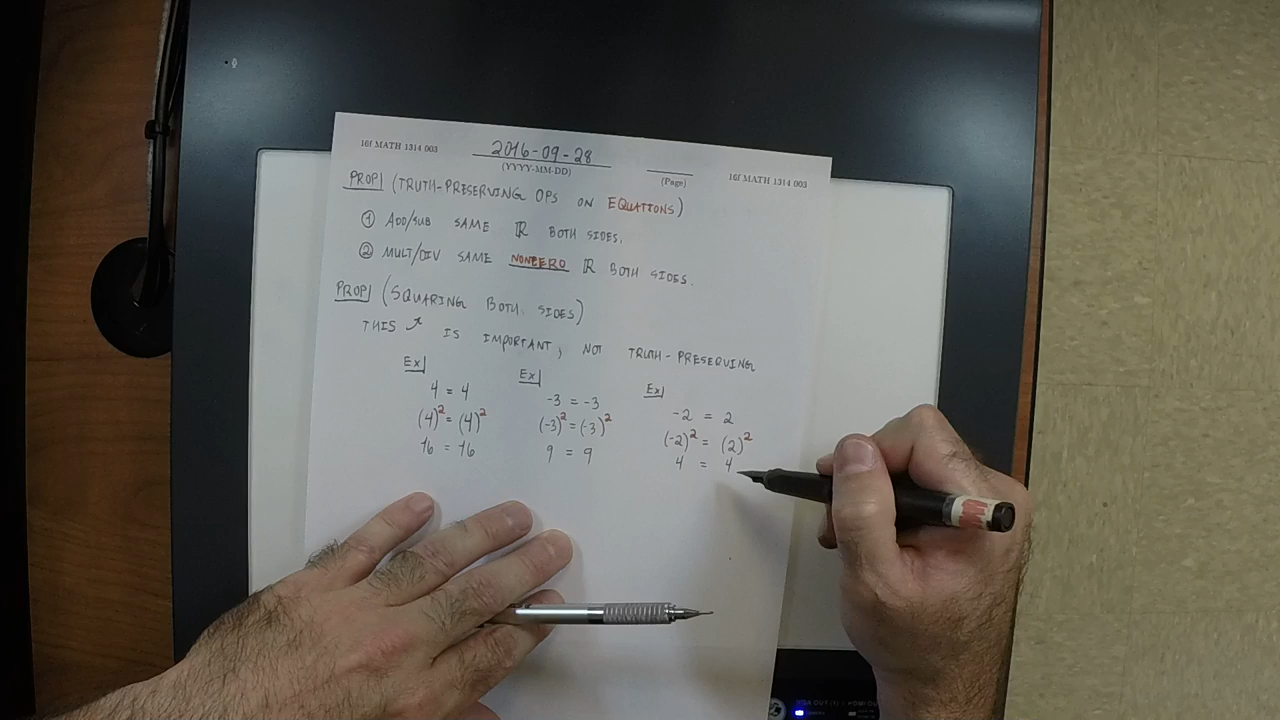 16f MATH 1314 003
2016-09-28
(YYYY-MM-DD)
(Page)
16f MATH 1314 003
PROP (TRUTH-PRESERVING OPS ON EQUATIONS)
① ADD/SUB SAME ℝ BOTH SIDES.
② MULT/DIV SAME NONZERO ℝ BOTH SIDES.
PROP (SQUARING BOTH SIDES)
THIS ↗ IS IMPORTANT, NOT TRUTH-PRESERVING
Ex
4 = 4
(4)² = (4)²
16 = 16
Ex
-3 = -3
(-3)² = (-3)²
9 = 9
Ex
-2 = 2
(-2)² = (2)²
4 = 4